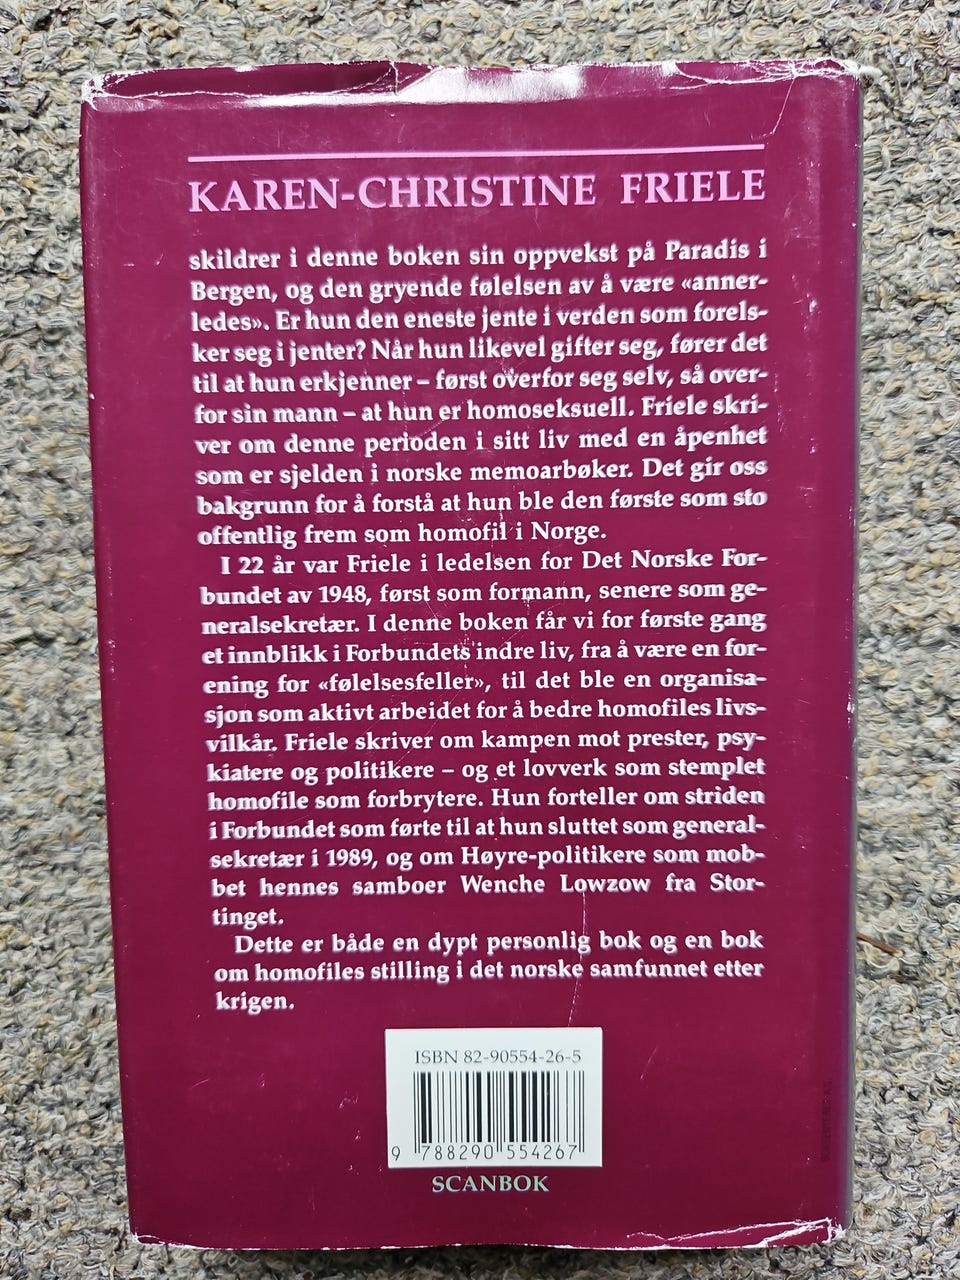 KAREN-CHRISTINE FRIELE
skildrer i denne boken sin oppvekst på Paradis i
Bergen, og den gryende følelsen av å være «anner-
ledes». Er hun den eneste jente i verden som forels-
ker seg i jenter? Når hun likevel gifter seg, fører det
til at hun erkjenner – først overfor seg selv, så over-
for sin mann – at hun er homoseksuell. Friele skri-
ver om denne perioden i sitt liv med en åpenhet
som er sjelden i norske memoarbøker. Det gir oss
bakgrunn for å forstå at hun ble den første som sto
offentlig frem som homofil i Norge.
I 22 år var Friele i ledelsen for Det Norske For-
bundet av 1948, først som formann, senere som ge-
neralsekretær. I denne boken får vi for første gang
et innblikk i Forbundets indre liv, fra å være en for-
ening for «følelsesfeller», til det ble en organisa-
sjon som aktivt arbeidet for å bedre homofiles livs-
vilkår. Friele skriver om kampen mot prester, psy-
kiatere og politikere – og et lovverk som stemplet
homofile som forbrytere. Hun forteller om striden
i Forbundet som førte til at hun sluttet som general-
sekretær i 1989, og om Høyre-politikere som mob-
bet hennes samboer Wenche Lowzow fra Stor-
tinget.
Dette er både en dypt personlig bok og en bok
om homofiles stilling i det norske samfunnet etter
krigen.
ISBN 82-90554-26-5
9 788290 554267
SCANBOK